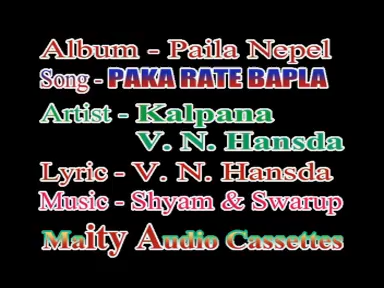 Album - Paila Nepel
Song - PAKA RATE BAPLA
Artist - Kalpana
V. N. Hansda
Lyric - V. N. Hansda
Music - Shyam & Swarup
Maity Audio Cassettes